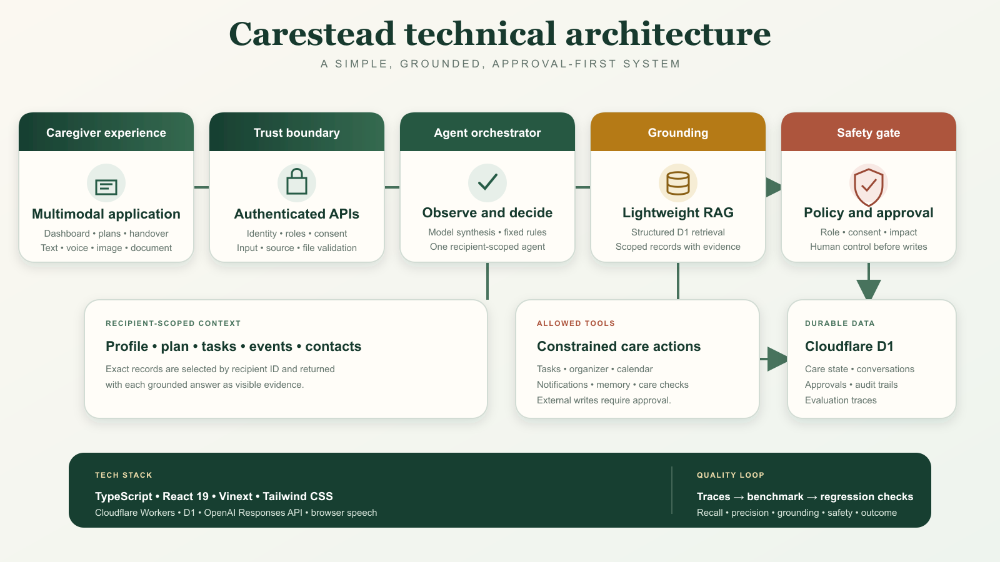 Carestead technical architecture
A SIMPLE, GROUNDED, APPROVAL-FIRST SYSTEM
Caregiver experience
Multimodal application
Dashboard • plans • handover
Text • voice • image • document
Trust boundary
Authenticated APIs
Identity • roles • consent
Input • source • file validation
Agent orchestrator
Observe and decide
Model synthesis • fixed rules
One recipient-scoped agent
Grounding
Lightweight RAG
Structured D1 retrieval
Scoped records with evidence
Safety gate
Policy and approval
Role • consent • impact
Human control before writes
RECIPIENT-SCOPED CONTEXT
Profile • plan • tasks • events • contacts
Exact records are selected by recipient ID and returned
with each grounded answer as visible evidence.
ALLOWED TOOLS
Constrained care actions
Tasks • organizer • calendar
Notifications • memory • care checks
External writes require approval.
DURABLE DATA
Cloudflare D1
Care state • conversations
Approvals • audit trails
Evaluation traces
TECH STACK
TypeScript • React 19 • Vinext • Tailwind CSS
Cloudflare Workers • D1 • OpenAI Responses API • browser speech
QUALITY LOOP
Traces → benchmark → regression checks
Recall • precision • grounding • safety • outcome